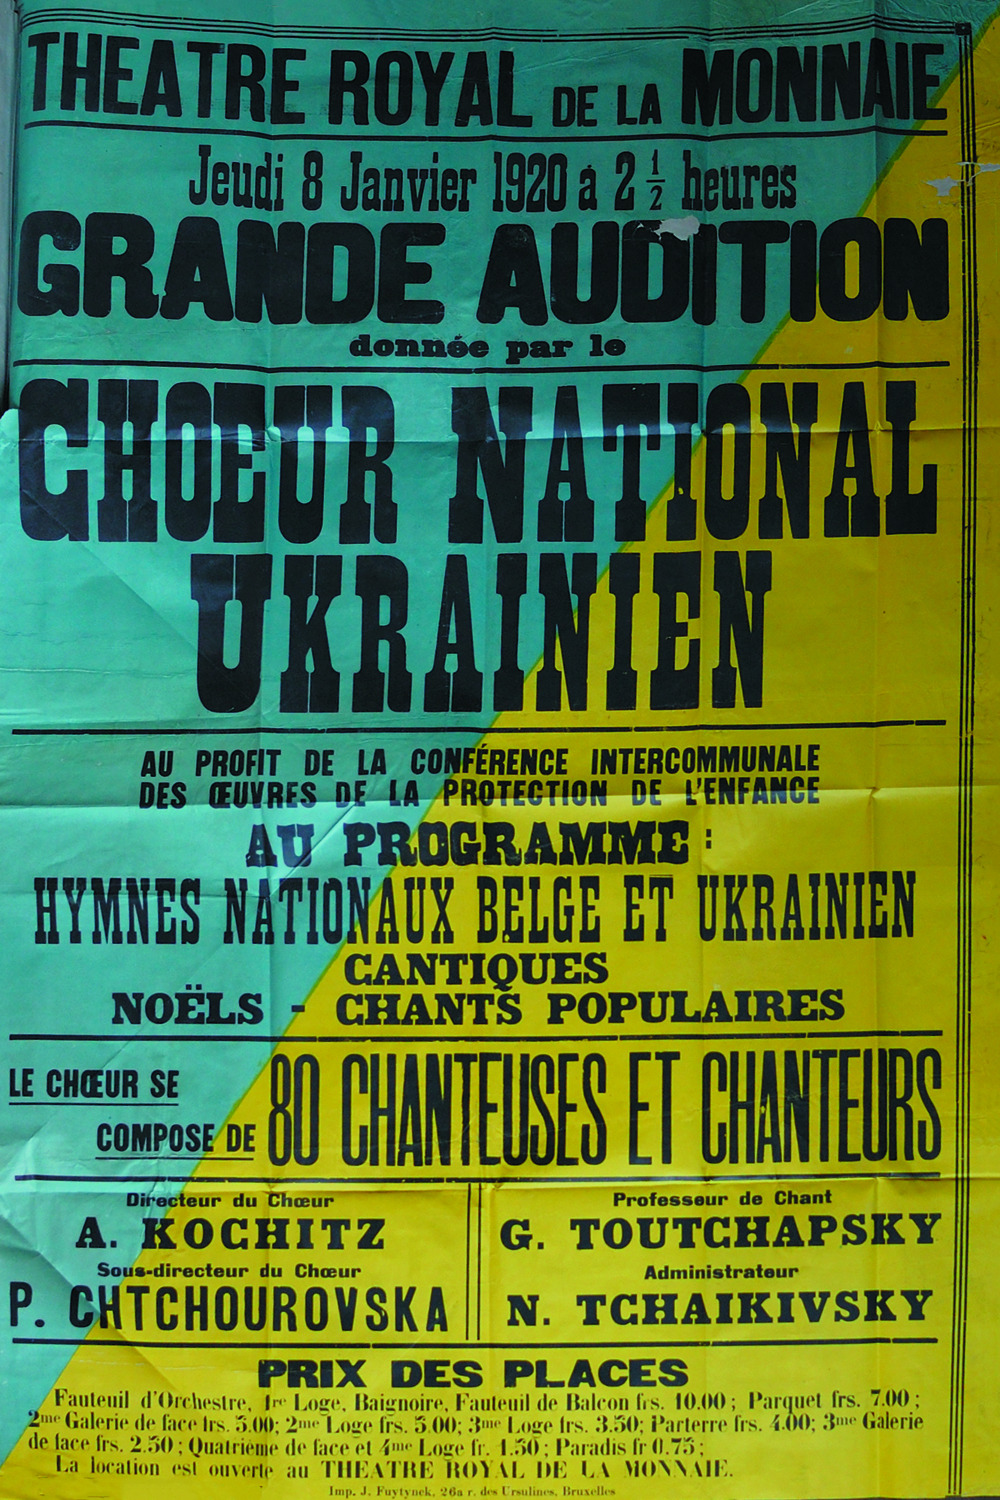 THEATRE ROYAL DE LA MONNAIE
Jeudi 8 Janvier 1920 à 2 1/2 heures
GRANDE AUDITION
donnée par le
CHŒUR NATIONAL
UKRAINIEN
AU PROFIT DE LA CONFÉRENCE INTERCOMMUNALE
DES ŒUVRES DE LA PROTECTION DE L'ENFANCE
AU PROGRAMME :
HYMNES NATIONAUX BELGE ET UKRAINIEN
CANTIQUES
NOËLS - CHANTS POPULAIRES
LE CHŒUR SE
COMPOSE DE 80 CHANTEUSES ET CHANTEURS
Directeur du Chœur
A. KOCHITZ
Sous-directeur du Chœur
P. CHTCHOUROVSKA
Professeur de Chant
G. TOUTCHAPSKY
Administrateur
N. TCHAIKIVSKY
PRIX DES PLACES
Fauteuil d'Orchestre, 1re Loge, Baignoire, Fauteuil de Balcon frs. 10.00 ; Parquet frs. 7.00 ;
2me Galerie de face frs. 5.00; 2me Loge frs. 5.00; 3me Loge frs. 3.50; Parterre frs. 4.00; 3me Galerie
de face frs. 2.50 ; Quatrième de face et 4me Loge fr. 1.50 ; Paradis fr 0.75 ;
La location est ouverte au THEATRE ROYAL DE LA MONNAIE.
Imp. J. Fuytynek, 26a r. des Ursulines, Bruxelles